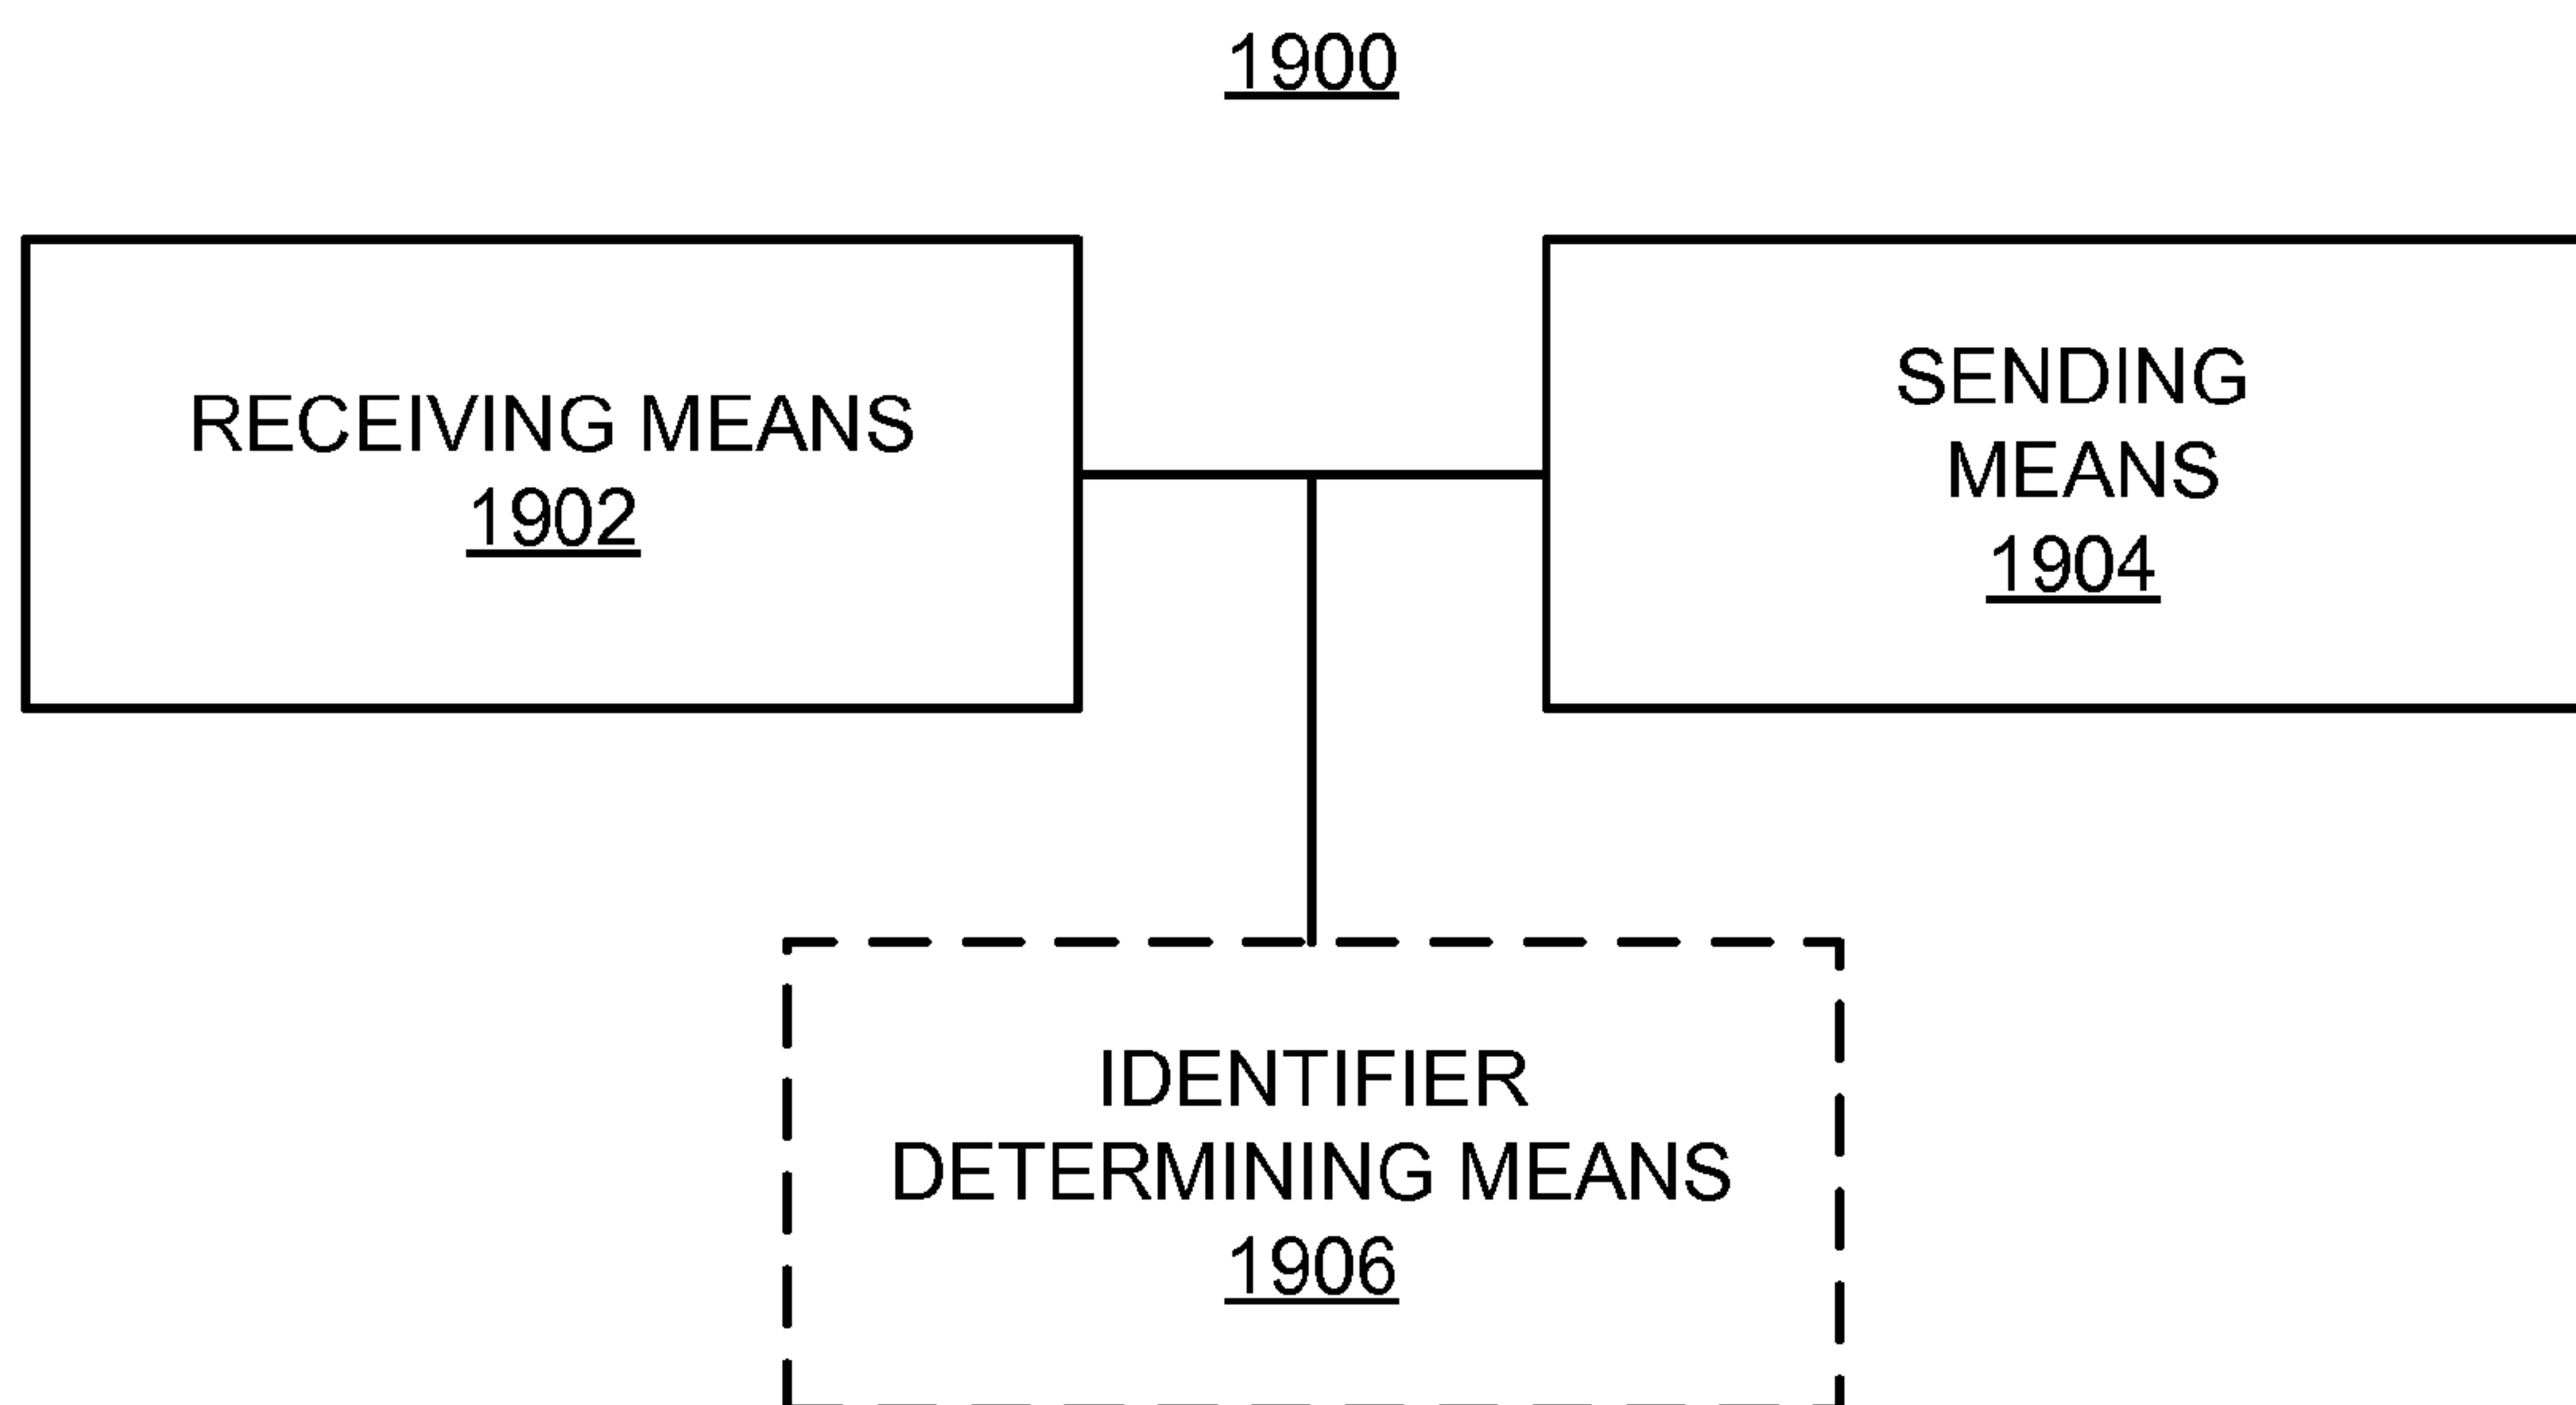 1900
RECEIVING MEANS
1902
SENDING
MEANS
1904
IDENTIFIER
DETERMINING MEANS
1906